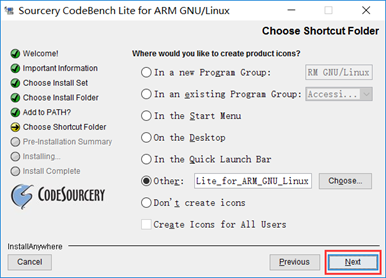 Sourcery CodeBench Lite for ARM GNU/Linux
Choose Shortcut Folder
Welcome!
Important Information
Choose Install Set
Choose Install Folder
Add to PATH?
Choose Shortcut Folder
Pre-Installation Summary
Installing...
Install Complete
CODESOURCERY
Where would you like to create product icons?
In a new Program Group: RM GNU/Linux
In an existing Program Group: Accessi...
In the Start Menu
On the Desktop
In the Quick Launch Bar
Other: Lite_for_ARM_GNU_Linux Choose...
Don't create icons
Create Icons for All Users
InstallAnywhere
Cancel Previous Next